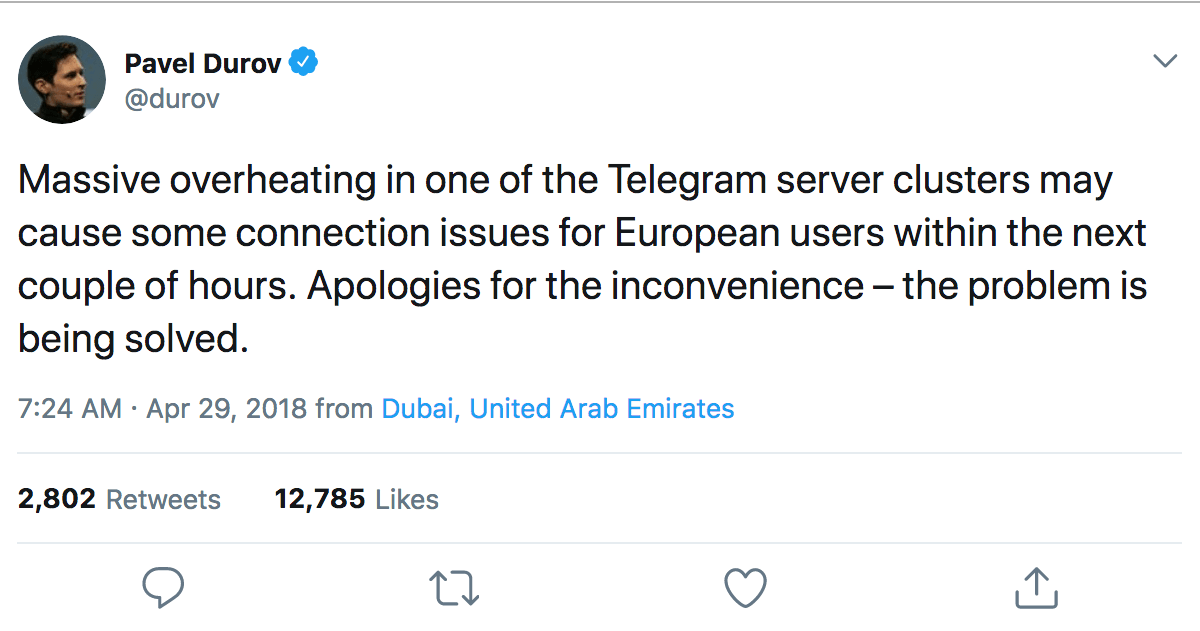 Pavel Durov
@durov
Massive overheating in one of the Telegram server clusters may
cause some connection issues for European users within the next
couple of hours. Apologies for the inconvenience – the problem is
being solved.
7:24 AM · Apr 29, 2018 from Dubai, United Arab Emirates
2,802 Retweets 12,785 Likes